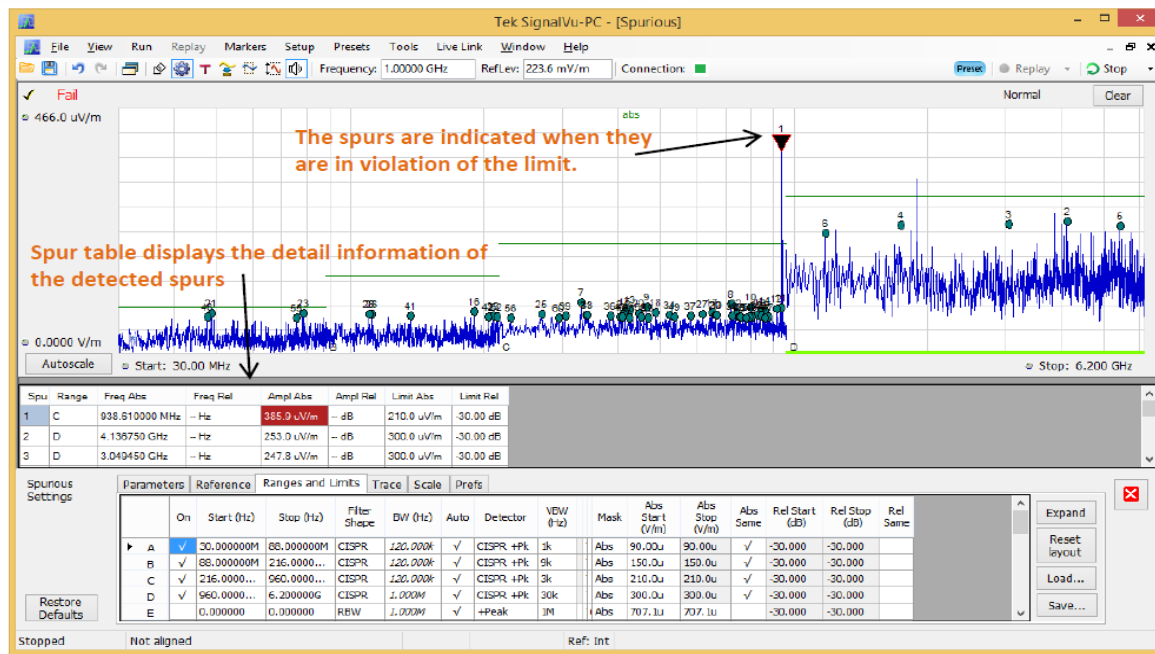 Tek SignalVu-PC - [Spurious]
File View Run Replay Markers Setup Presets Tools Live Link Window Help
Frequency: 1.00000 GHz RefLev: 223.6 mV/m Connection: Preset Replay Stop
Fail Normal Clear
466.0 uV/m
abs
The spurs are indicated when they
are in violation of the limit.
1
Spur table displays the detail information of
the detected spurs
6 4 3 2 6
21 23 41 16 56 7
C D
0.0000 V/m
Autoscale Start: 30.00 MHz Stop: 6.200 GHz
Spu Range Freq Abs Freq Rel Ampl Abs Ampl Rel Limit Abs Limit Rel
1 C 938.610000 MHz -- Hz 385.9 uV/m -- dB 210.0 uV/m -30.00 dB
2 D 4.136750 GHz -- Hz 253.0 uV/m -- dB 300.0 uV/m -30.00 dB
3 D 3.049450 GHz -- Hz 247.8 uV/m -- dB 300.0 uV/m -30.00 dB
Spurious
Settings
Parameters Reference Ranges and Limits Trace Scale Prefs
On Start (Hz) Stop (Hz) Filter Shape BW (Hz) Auto Detector VBW (Hz) Mask Abs Start (V/m) Abs Stop (V/m) Abs Same Rel Start (dB) Rel Stop (dB) Rel Same
A √ 30.000000M 88.000000M CISPR 120.000k √ CISPR +Pk 1k Abs 90.00u 90.00u √ -30.000 -30.000
B √ 88.000000M 216.0000... CISPR 120.000k √ CISPR +Pk 9k Abs 150.0u 150.0u √ -30.000 -30.000
C √ 216.0000... 960.0000... CISPR 120.000k √ CISPR +Pk 3k Abs 210.0u 210.0u √ -30.000 -30.000
D √ 960.0000... 6.200000G CISPR 1.000M √ CISPR +Pk 30k Abs 300.0u 300.0u √ -30.000 -30.000
E 0.000000 0.000000 RBW 1.000M √ +Peak 1M Abs 707.1u 707.1u -30.000 -30.000
Expand
Reset
layout
Load...
Save...
Restore
Defaults
Stopped Not aligned Ref: Int